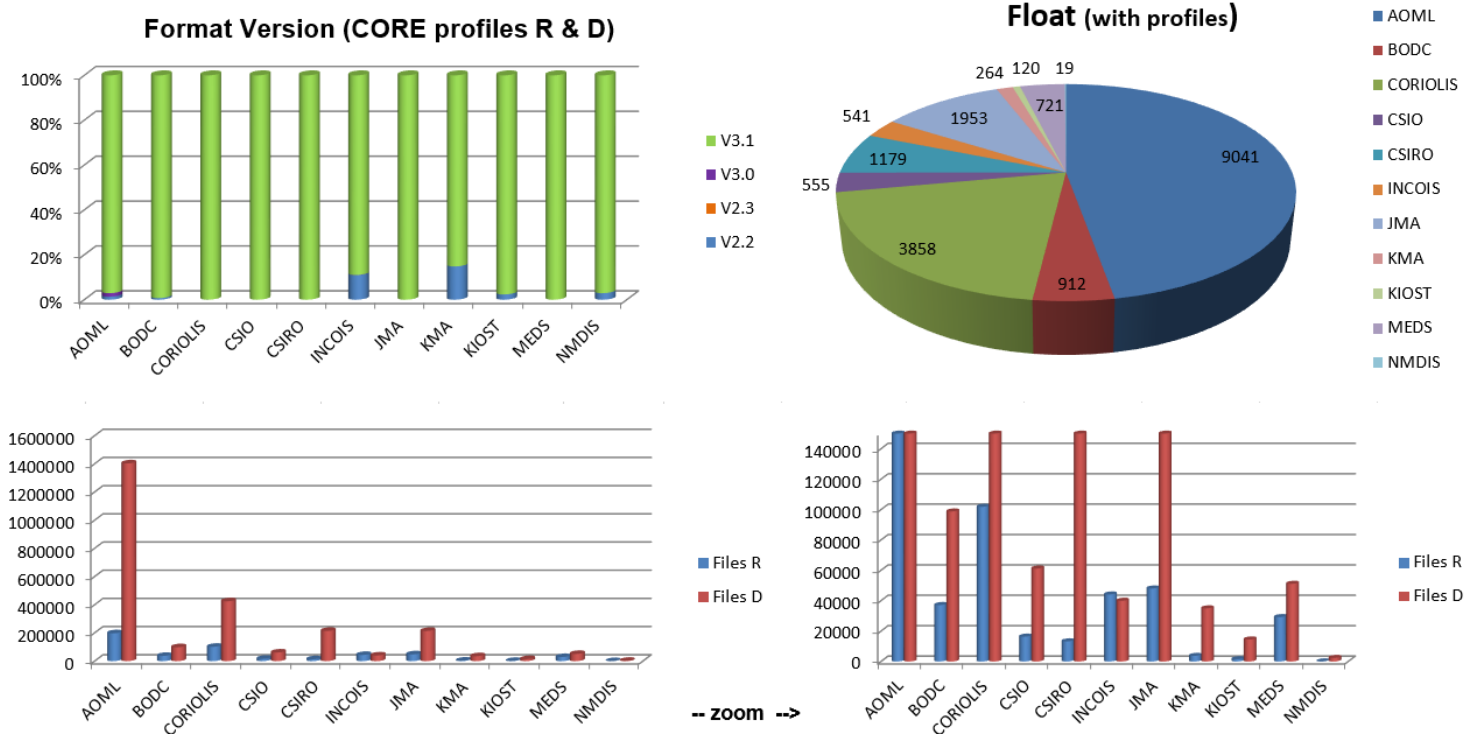 Format Version (CORE profiles R & D)
100%
80%
60%
40%
20%
0%
AOML
BODC
CORIOLIS
CSIO
CSIRO
INCOIS
JMA
KMA
KIOST
MEDS
NMDIS
V3.1
V3.0
V2.3
V2.2
Float (with profiles)
264
120
19
721
541
1953
9041
1179
555
3858
912
AOML
BODC
CORIOLIS
CSIO
CSIRO
INCOIS
JMA
KMA
KIOST
MEDS
NMDIS
1600000
1400000
1200000
1000000
800000
600000
400000
200000
0
AOML
BODC
CORIOLIS
CSIO
CSIRO
INCOIS
JMA
KMA
KIOST
MEDS
NMDIS
Files R
Files D
-- zoom -->
140000
120000
100000
80000
60000
40000
20000
0
AOML
BODC
CORIOLIS
CSIO
CSIRO
INCOIS
JMA
KMA
KIOST
MEDS
NMDIS
Files R
Files D